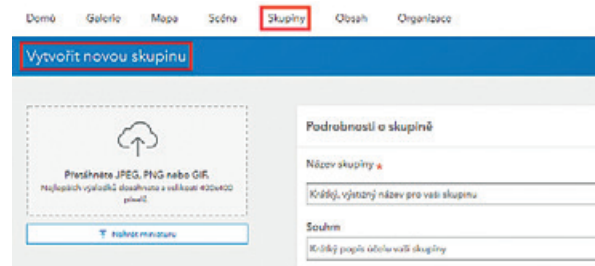 Domů Galerie Mapa Scéna Skupiny Obsah Organizace
Vytvořit novou skupinu
Přetáhněte JPEG, PNG nebo GIF.
Nejlepších výsledků dosáhnete s velikostí 400x400
pixelů.
Nahrát miniaturu
Podrobnosti o skupině
Název skupiny *
Krátký, výstižný název pro vaši skupinu
Souhrn
Krátký popis účelu vaší skupiny